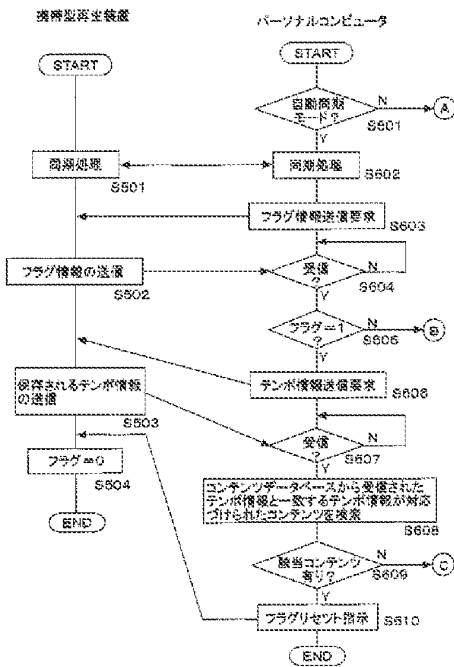 携帯型再生装置
パーソナルコンピュータ
START
START
自動同期
モード?
N
A
S601
Y
同期処理
S501
同期処理
S602
フラグ情報送信要求
S603
フラグ情報の送信
S502
受信
?
N
S604
Y
フラグ=1
?
N
B
S605
Y
テンポ情報送信要求
S606
保存されるテンポ情報
の送信
S503
受信
?
N
S607
Y
フラグ=0
S504
コンテンツデータベースから受信された
テンポ情報と一致するテンポ情報が対応
づけられたコンテンツを検索
S608
END
該当コンテンツ
有り?
N
C
S609
Y
フラグリセット指示
S610
END